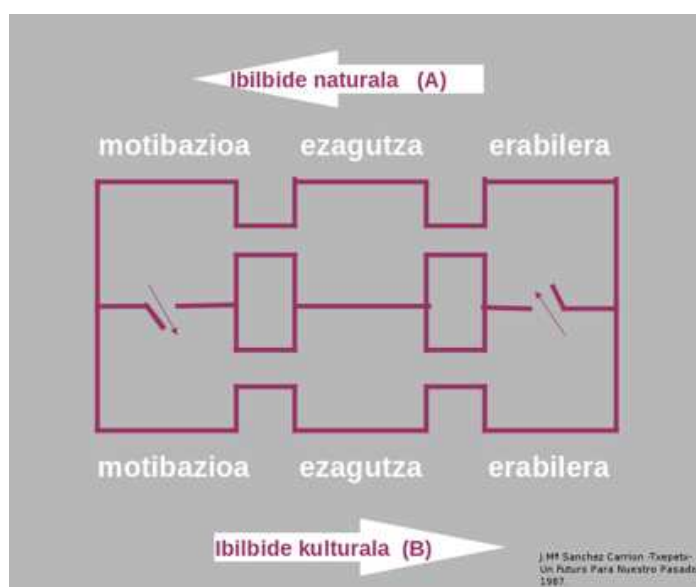 Ibilbide naturala (A)
motibazioa ezagutza erabilera
motibazioa ezagutza erabilera
Ibilbide kulturala (B)
J.Mª Sanchez Carrion -Txepetx-
Un Futuro Para Nuestro Pasado
1987